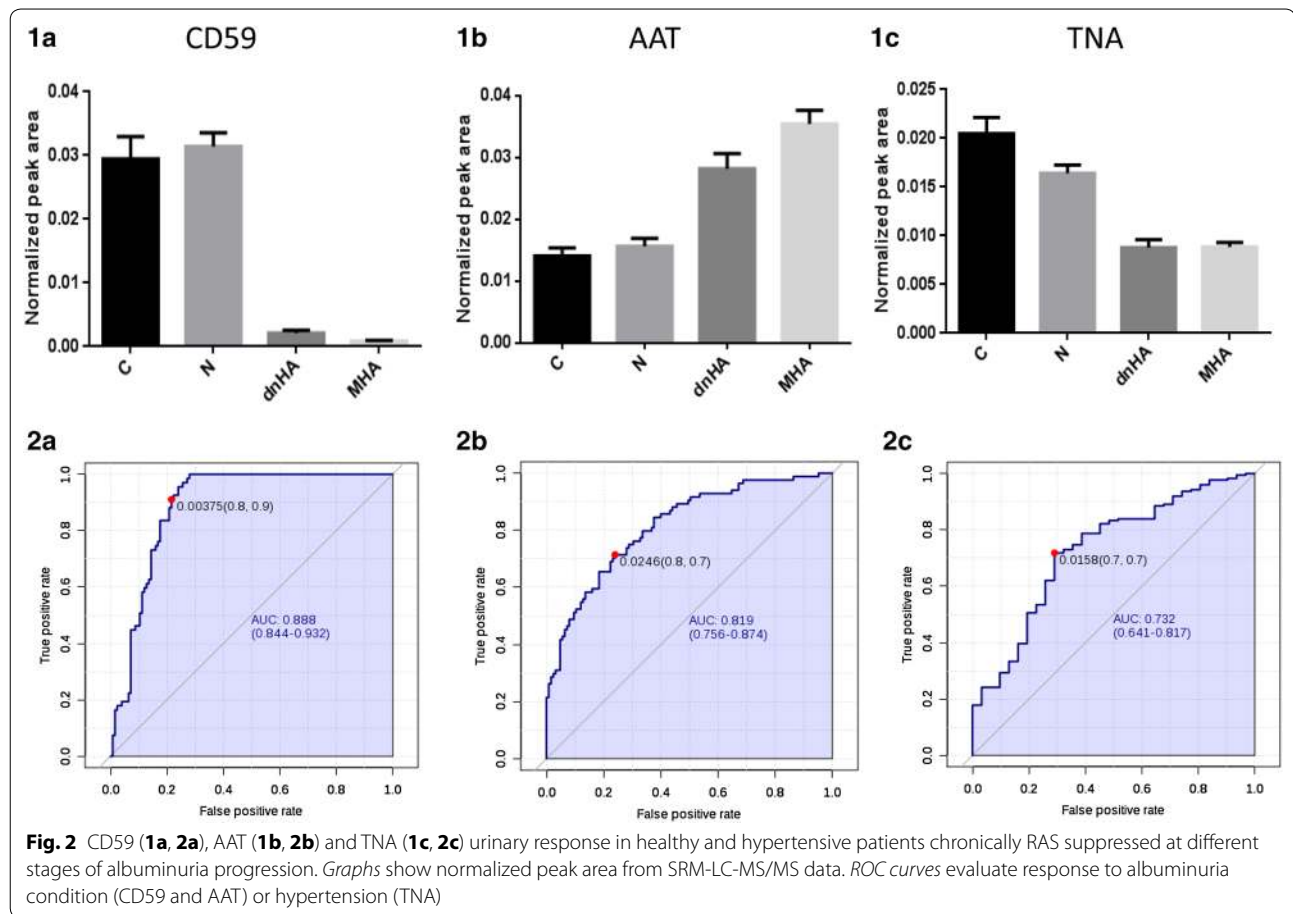 1a CD59
Normalized peak area
0.04
0.03
0.02
0.01
0.00
C
N
dnHA
MHA
1b AAT
Normalized peak area
0.04
0.03
0.02
0.01
0.00
C
N
dnHA
MHA
1c TNA
Normalized peak area
0.025
0.020
0.015
0.010
0.005
0.000
C
N
dnHA
MHA
2a
True positive rate
1.0
0.8
0.6
0.4
0.2
0.0
0.00375(0.8, 0.9)
AUC: 0.888
(0.844-0.932)
0.0 0.2 0.4 0.6 0.8 1.0
False positive rate
2b
True positive rate
1.0
0.8
0.6
0.4
0.2
0.0
0.0246(0.8, 0.7)
AUC: 0.819
(0.756-0.874)
0.0 0.2 0.4 0.6 0.8 1.0
False positive rate
2c
True positive rate
1.0
0.8
0.6
0.4
0.2
0.0
0.0158(0.7, 0.7)
AUC: 0.732
(0.641-0.817)
0.0 0.2 0.4 0.6 0.8 1.0
False positive rate
Fig. 2 CD59 (1a, 2a), AAT (1b, 2b) and TNA (1c, 2c) urinary response in healthy and hypertensive patients chronically RAS suppressed at different
stages of albuminuria progression. Graphs show normalized peak area from SRM-LC-MS/MS data. ROC curves evaluate response to albuminuria
condition (CD59 and AAT) or hypertension (TNA)